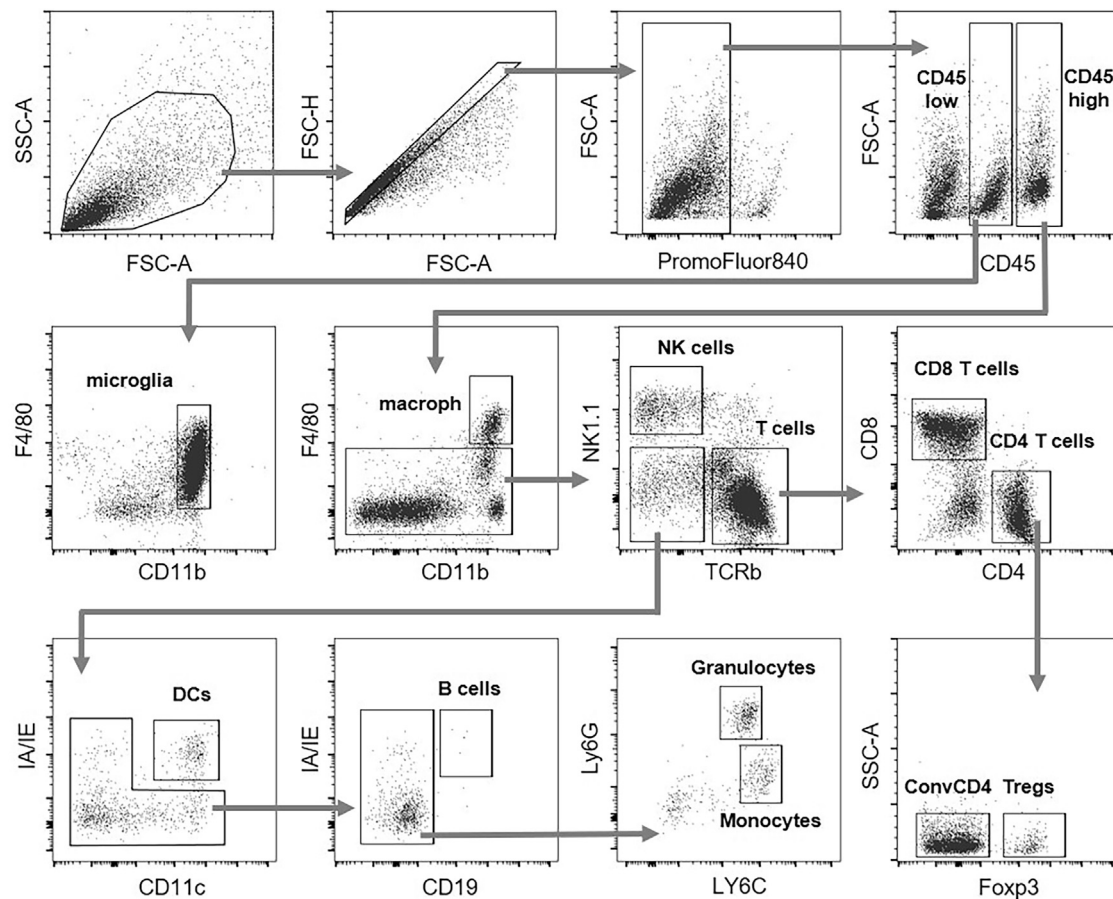 SSC-A
FSC-A
FSC-H
FSC-A
FSC-A
PromoFluor840
FSC-A
CD45
low
CD45
high
CD45
F4/80
microglia
CD11b
F4/80
macroph
CD11b
NK1.1
NK cells
T cells
TCRb
CD8
CD8 T cells
CD4 T cells
CD4
IA/IE
DCs
CD11c
IA/IE
B cells
CD19
Ly6G
Granulocytes
Monocytes
LY6C
SSC-A
ConvCD4
Tregs
Foxp3